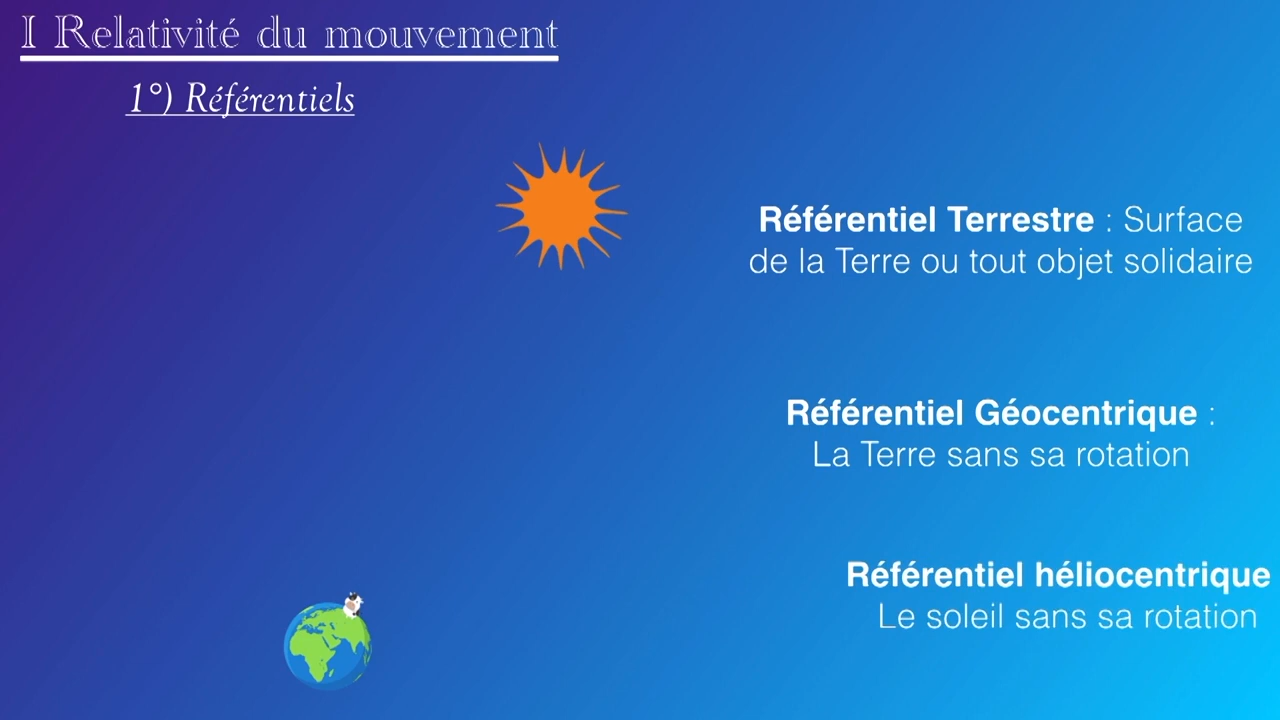 I Relativité du mouvement
1°) Référentiels
Référentiel Terrestre : Surface
de la Terre ou tout objet solidaire
Référentiel Géocentrique :
La Terre sans sa rotation
Référentiel héliocentrique
Le soleil sans sa rotation